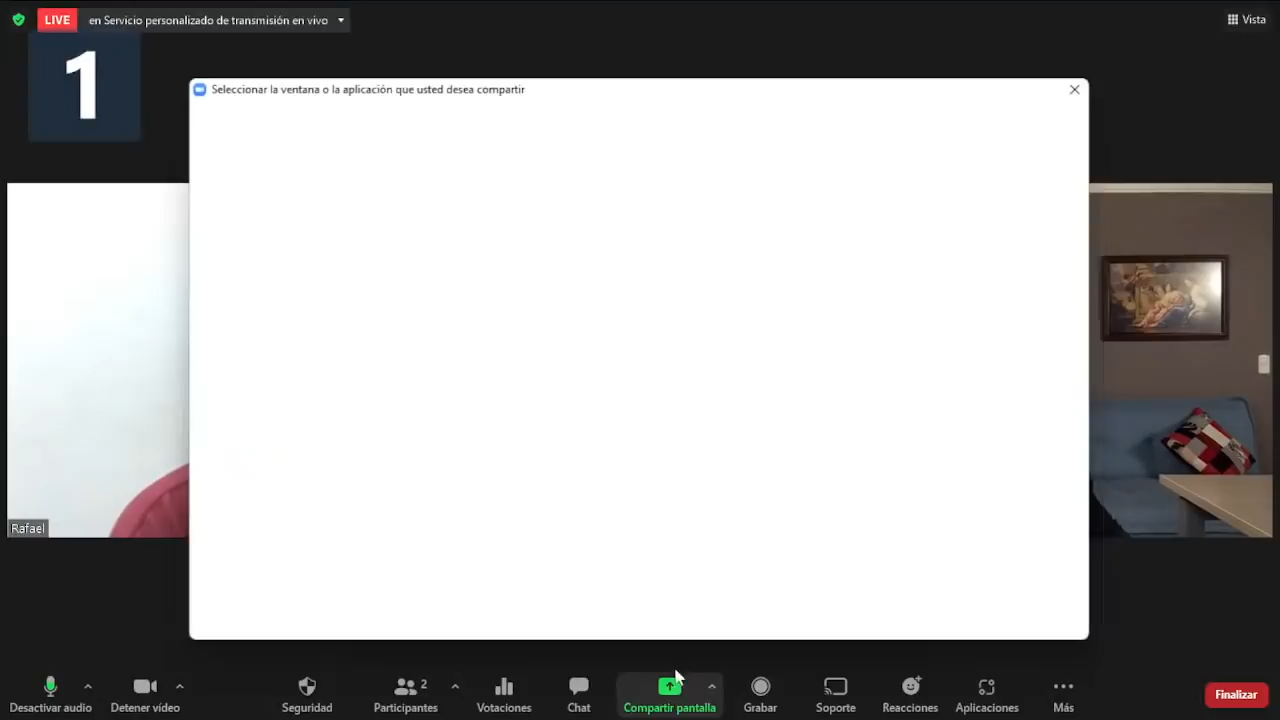 LIVE en Servicio personalizado de transmisión en vivo
Vista
1
Seleccionar la ventana o la aplicación que usted desea compartir
Rafael
2
Desactivar audio Detener vídeo Seguridad Participantes Votaciones Chat Compartir pantalla Grabar Soporte Reacciones Aplicaciones Más Finalizar